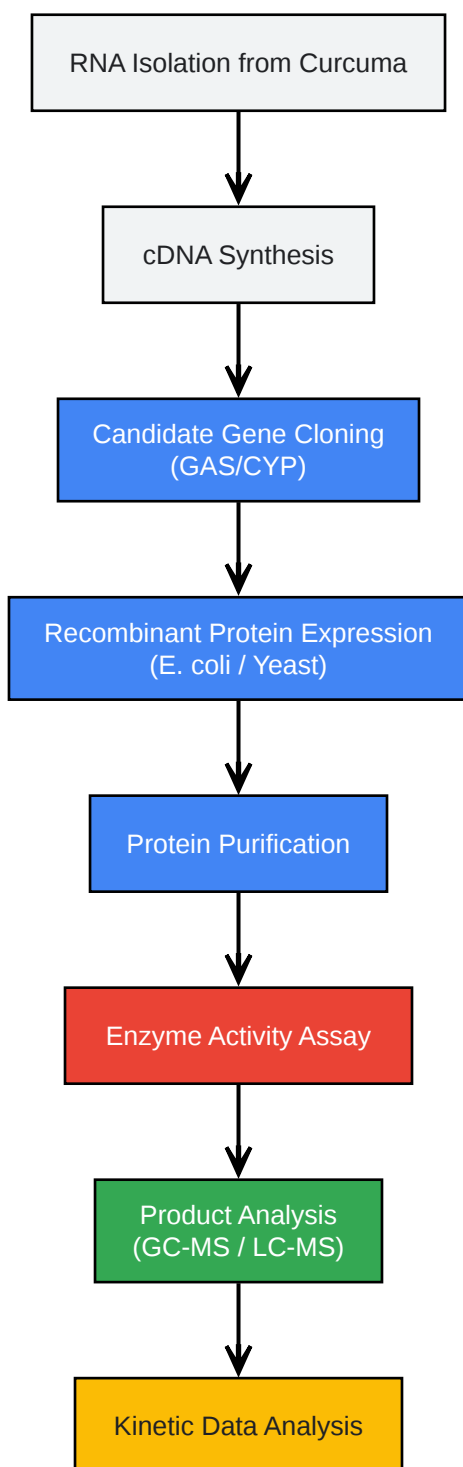 RNA Isolation from Curcuma
cDNA Synthesis
Candidate Gene Cloning
(GAS/CYP)
Recombinant Protein Expression
(E. coli / Yeast)
Protein Purification
Enzyme Activity Assay
Product Analysis
(GC-MS / LC-MS)
Kinetic Data Analysis